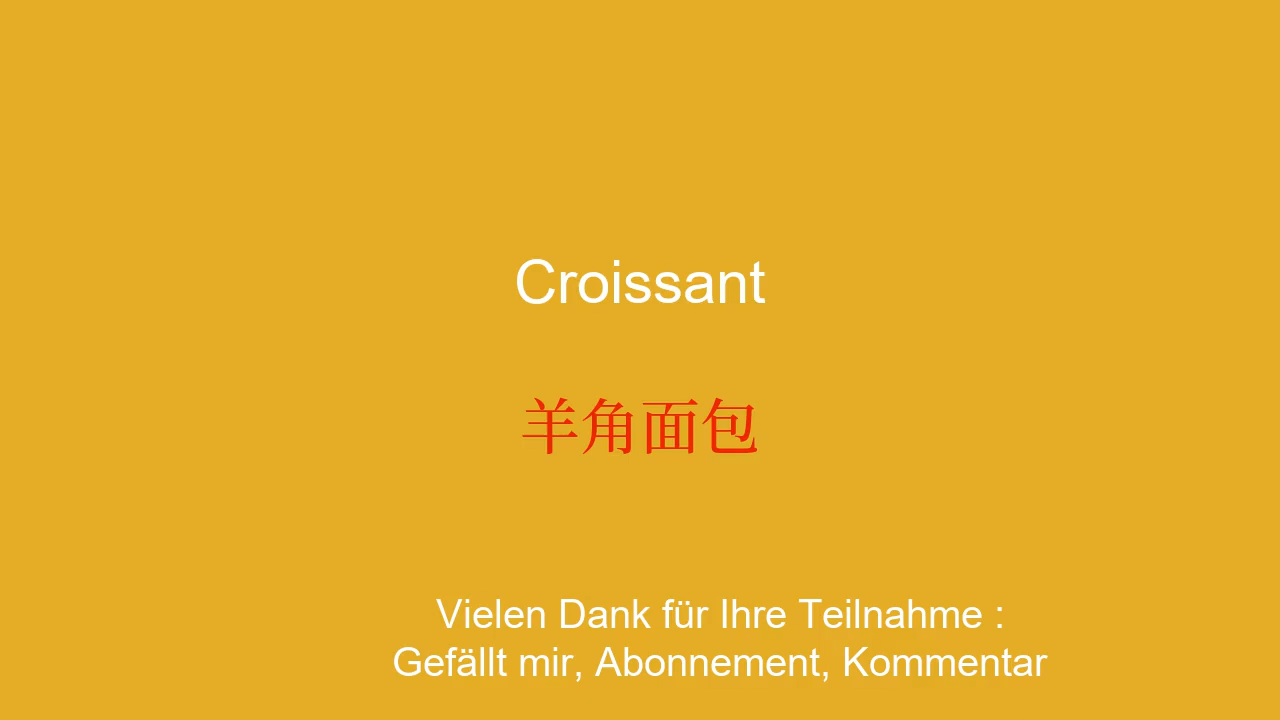 Croissant
羊角面包
Vielen Dank für Ihre Teilnahme :
Gefällt mir, Abonnement, Kommentar